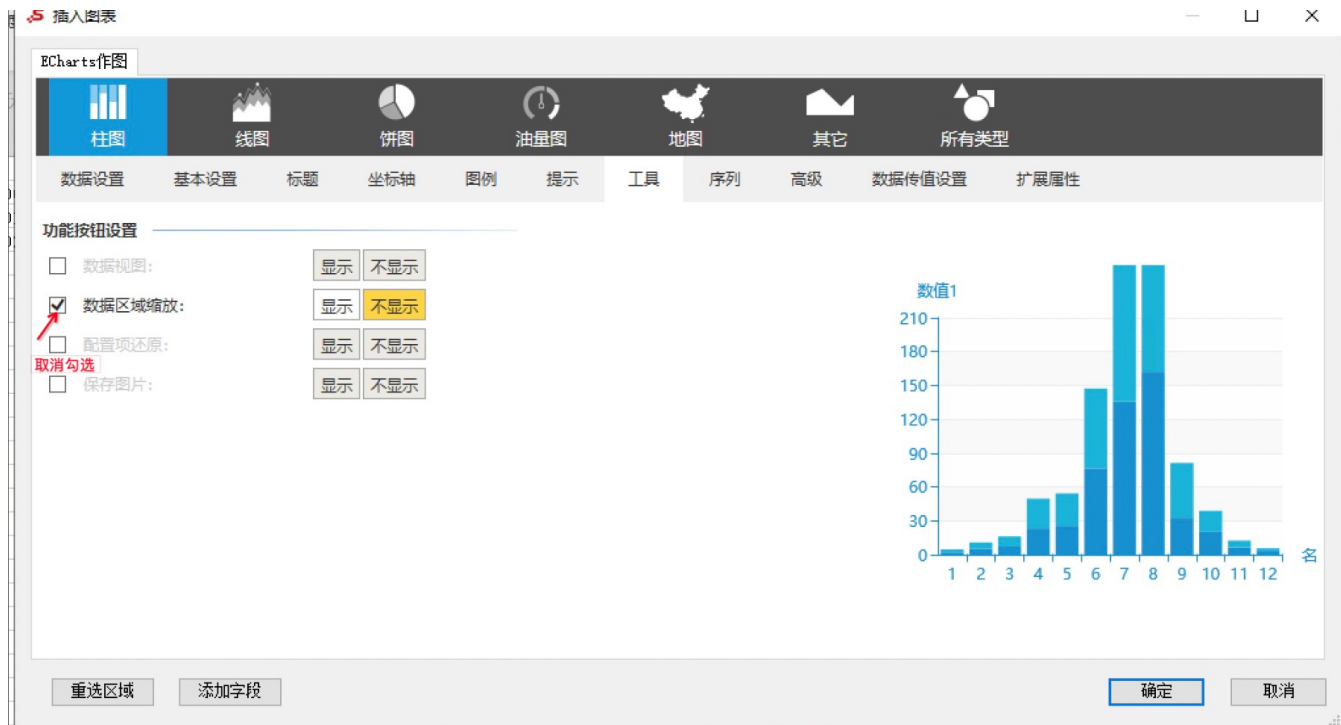 插入图表
ECharts作图
柱图 线图 饼图 油量图 地图 其它 所有类型
数据设置 基本设置 标题 坐标轴 图例 提示 工具 序列 高级 数据传值设置 扩展属性
功能按钮设置
数据视图: 显示 不显示
数据区域缩放: 显示 不显示
配置项还原: 显示 不显示
取消勾选
保存图片: 显示 不显示
数值1
210
180
150
120
90
60
30
0
名
1 2 3 4 5 6 7 8 9 10 11 12
重选区域 添加字段 确定 取消